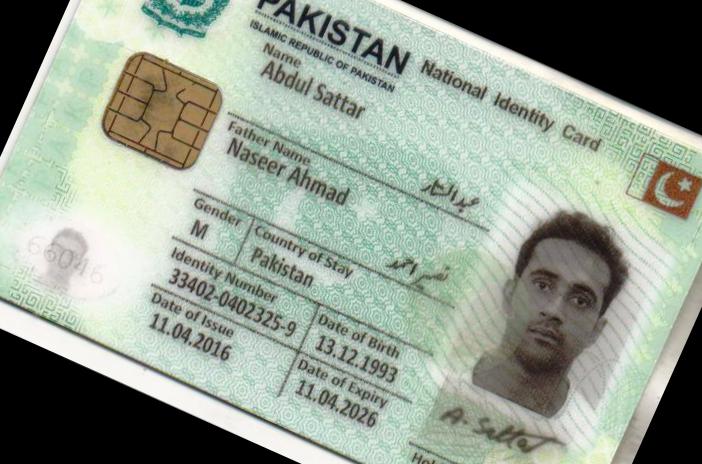 PAKISTAN National Identity Card
ISLAMIC REPUBLIC OF PAKISTAN
Name
Abdul Sattar
عبدالستار
Father Name
Naseer Ahmad
نصیر احمد
Gender
M
Country of Stay
Pakistan
Identity Number
33402-0402325-9
Date of Birth
13.12.1993
Date of Issue
11.04.2016
Date of Expiry
11.04.2026
66046
A. Sattar